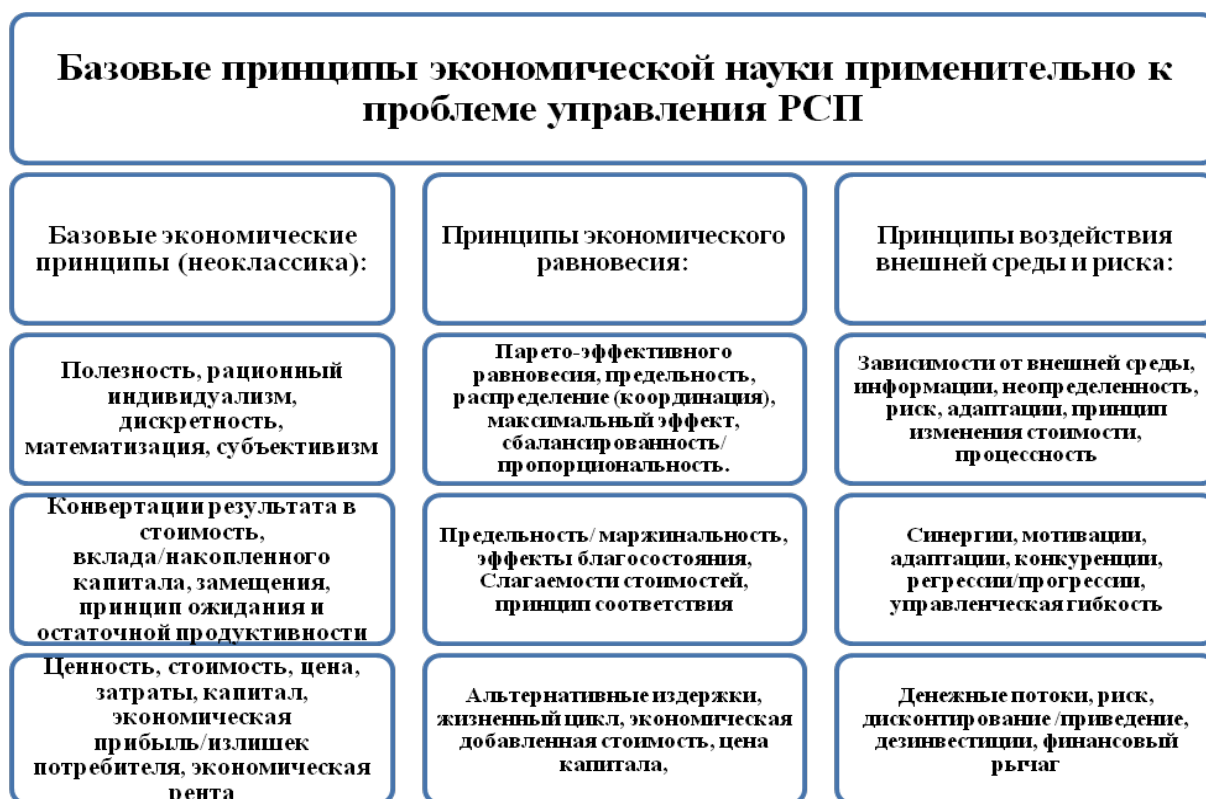 Базовые принципы экономической науки применительно к
проблеме управления РСП
Базовые экономические
принципы (неоклассика):
Принципы экономического
равновесия:
Принципы воздействия
внешней среды и риска:
Полезность, рационный
индивидуализм,
дискретность,
математизация, субъективизм
Парето-эффективного
равновесия, предельность,
распределение (координация),
максимальный эффект,
сбалансированность/
пропорциональность.
Зависимости от внешней среды,
информации, неопределенность,
риск, адаптации, принцип
изменения стоимости,
процессность
Конвертации результата в
стоимость,
вклада/накопленного
капитала, замещения,
принцип ожидания и
остаточной продуктивности
Предельность/ маржинальность,
эффекты благосостояния,
Слагаемости стоимостей,
принцип соответствия
Синергии, мотивации,
адаптации, конкуренции,
регрессии/прогрессии,
управленческая гибкость
Ценность, стоимость, цена,
затраты, капитал,
экономическая
прибыль/излишек
потребителя, экономическая
рента
Альтернативные издержки,
жизненный цикл, экономическая
добавленная стоимость, цена
капитала,
Денежные потоки, риск,
дисконтирование /приведение,
дезинвестиции, финансовый
рычаг